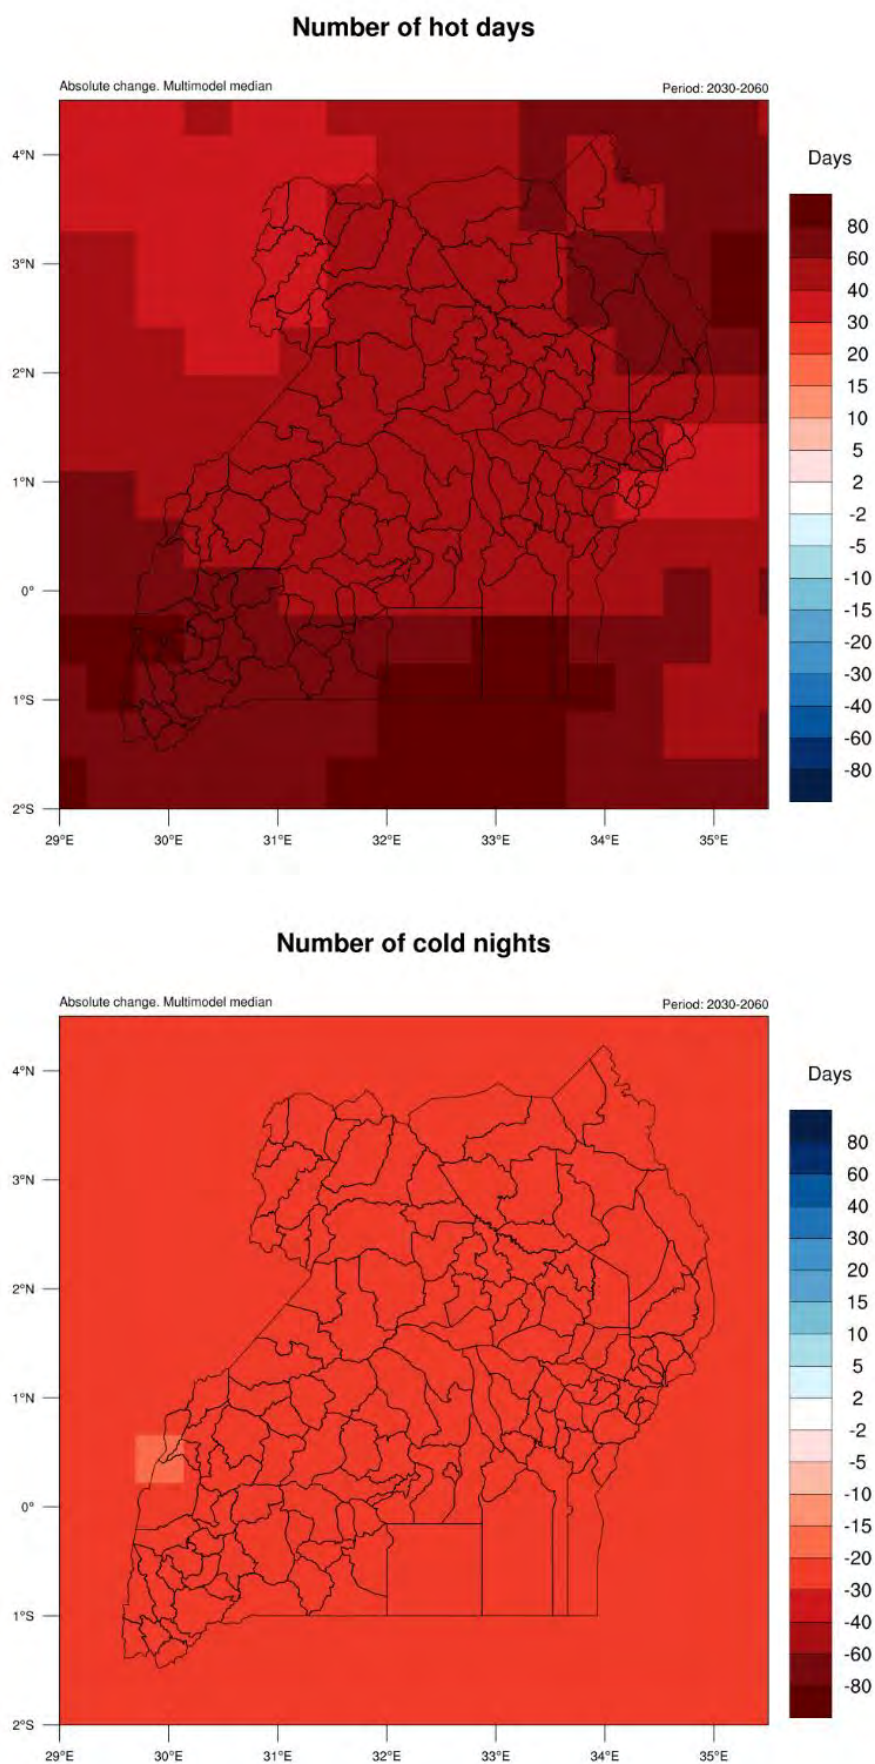 Number of hot days
Absolute change. Multimodel median Period: 2030-2060
Days
80
60
40
30
20
15
10
5
2
-2
-5
-10
-15
-20
-30
-40
-60
-80
4°N
3°N
2°N
1°N
0°
1°S
2°S
29°E 30°E 31°E 32°E 33°E 34°E 35°E
Number of cold nights
Absolute change. Multimodel median Period: 2030-2060
Days
80
60
40
30
20
15
10
5
2
-2
-5
-10
-15
-20
-30
-40
-60
-80
4°N
3°N
2°N
1°N
0°
1°S
2°S
29°E 30°E 31°E 32°E 33°E 34°E 35°E